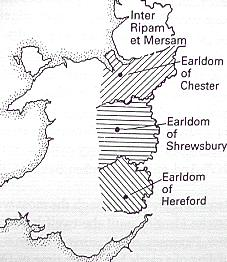 Inter
Ripam
et Mersam
Earldom
of
Chester
Earldom
of
Shrewsbury
Earldom
of
Hereford